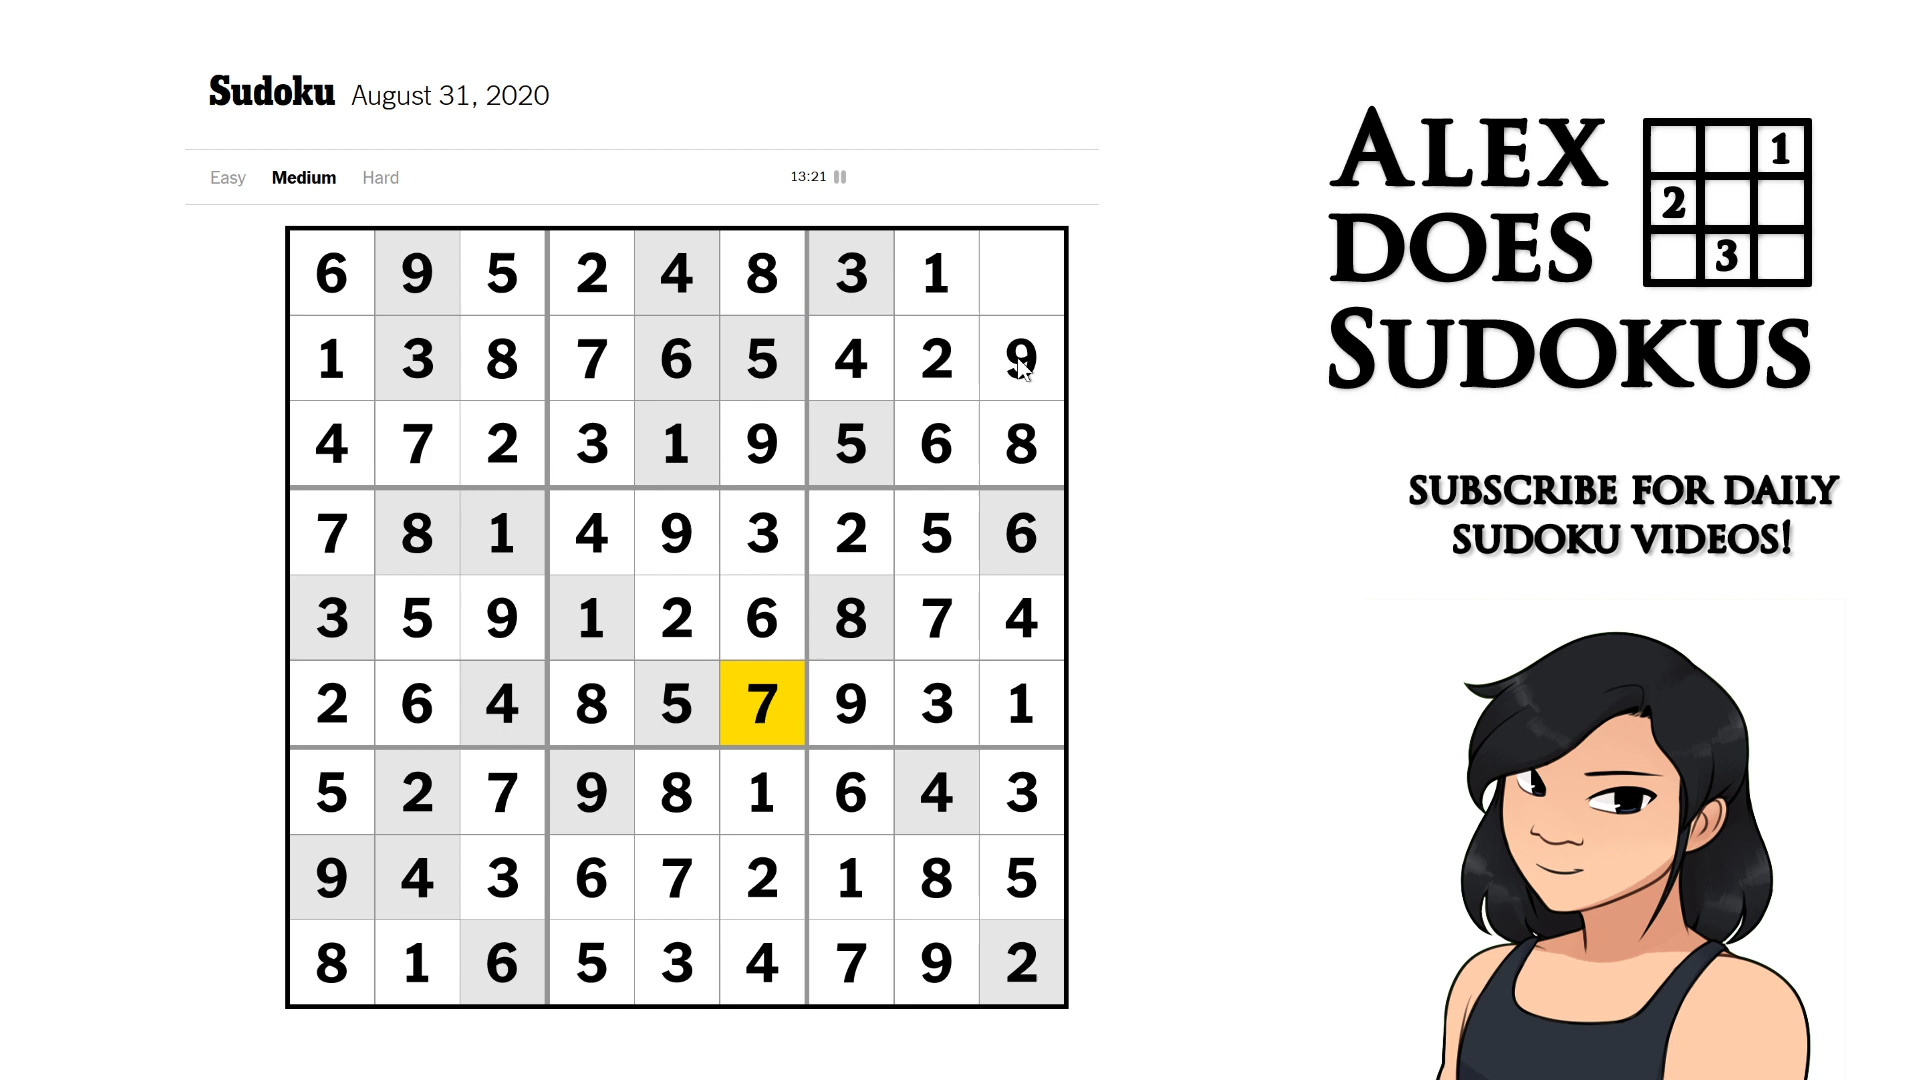 Sudoku August 31, 2020
Easy Medium Hard 13:21
6 9 5 2 4 8 3 1
1 3 8 7 6 5 4 2 9
4 7 2 3 1 9 5 6 8
7 8 1 4 9 3 2 5 6
3 5 9 1 2 6 8 7 4
2 6 4 8 5 7 9 3 1
5 2 7 9 8 1 6 4 3
9 4 3 6 7 2 1 8 5
8 1 6 5 3 4 7 9 2
ALEX
DOES
SUDOKUS
1
2
3
SUBSCRIBE FOR DAILY
SUDOKU VIDEOS!